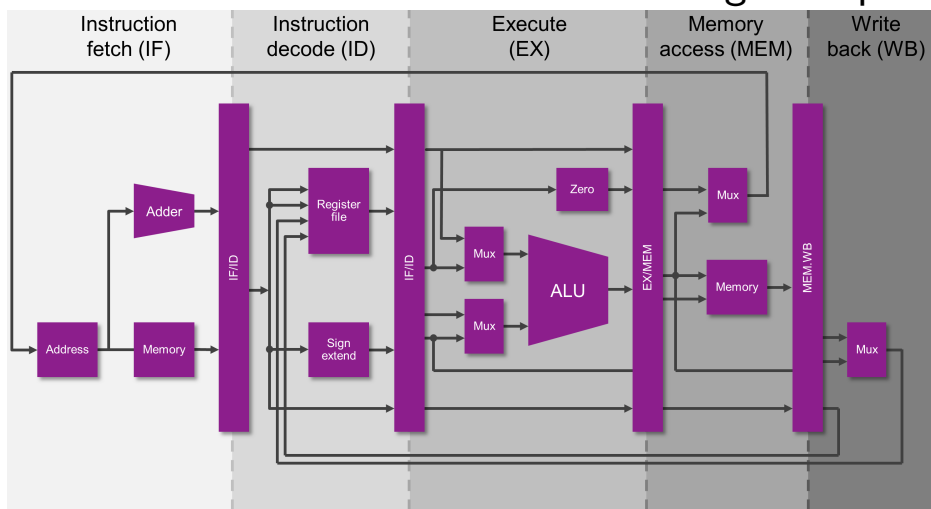 Instruction
fetch (IF)
Instruction
decode (ID)
Execute
(EX)
Memory
access (MEM)
Write
back (WB)
Adder
Address
Memory
IF/ID
Register
file
Sign
extend
IF/ID
Zero
Mux
Mux
ALU
EX/MEM
Mux
Memory
MEM.WB
Mux